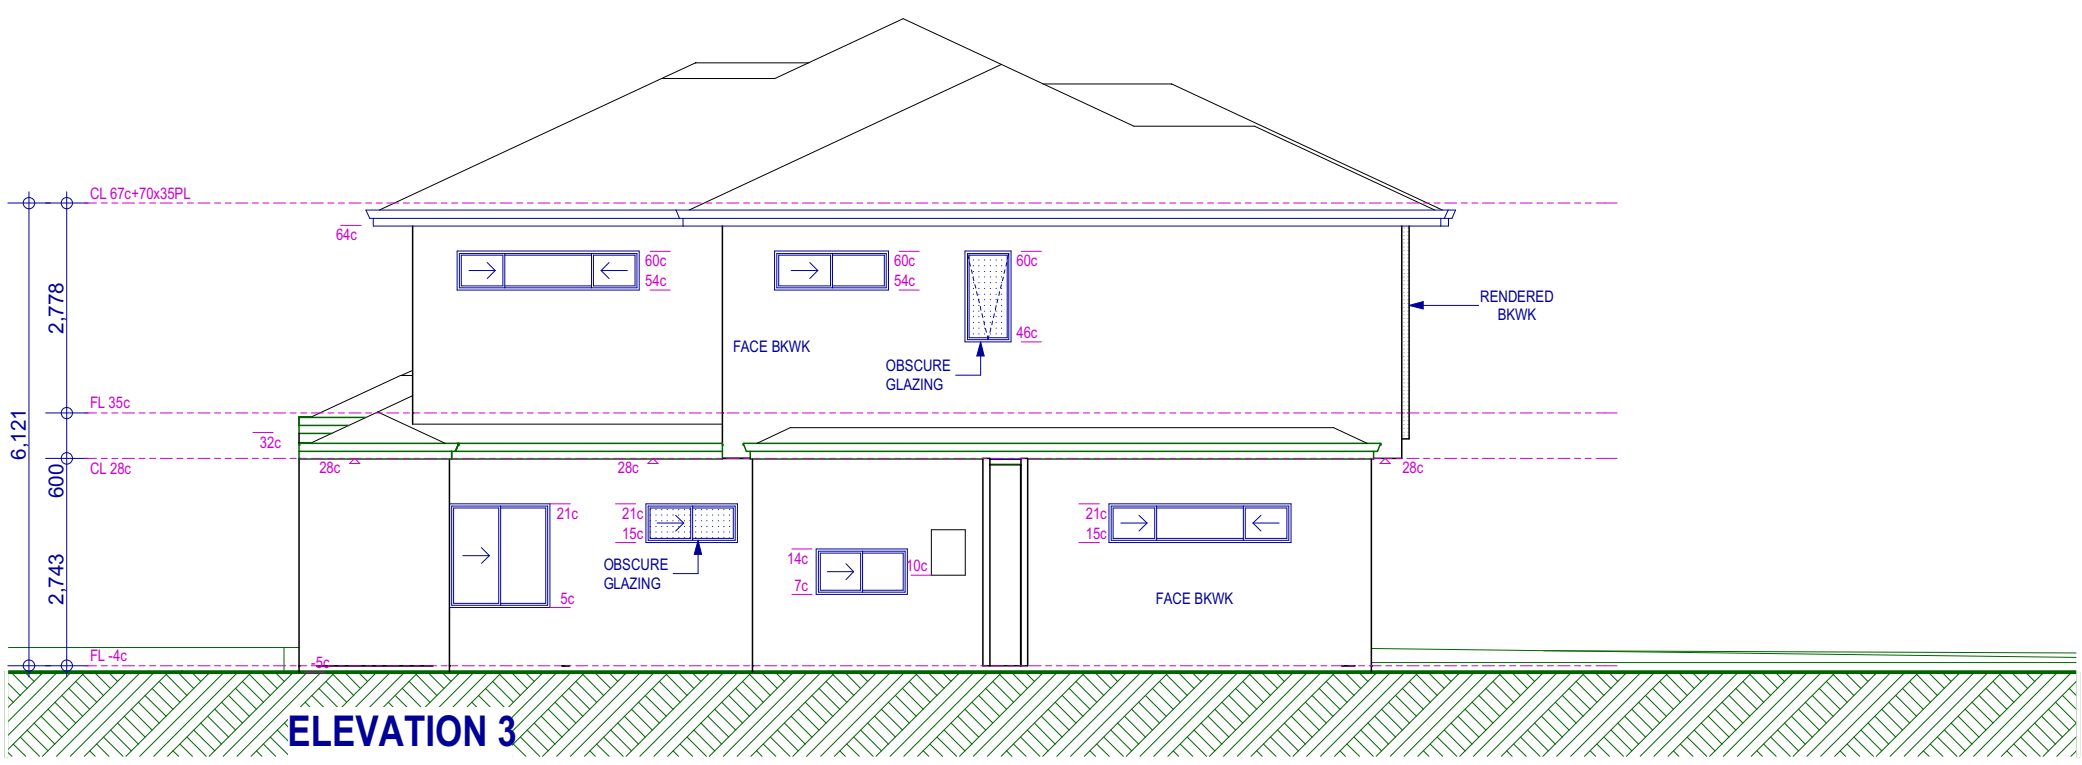 CL 67c+70x35PL
64c
60c
54c
60c
54c
60c
46c
2,778
RENDERED
BKWK
FACE BKWK
OBSCURE
GLAZING
FL 35c
6,121
32c
CL 28c
28c
28c
28c
600
21c
5c
21c
15c
OBSCURE
GLAZING
14c
7c
10c
21c
15c
2,743
FACE BKWK
FL -4c
-5c
ELEVATION 3